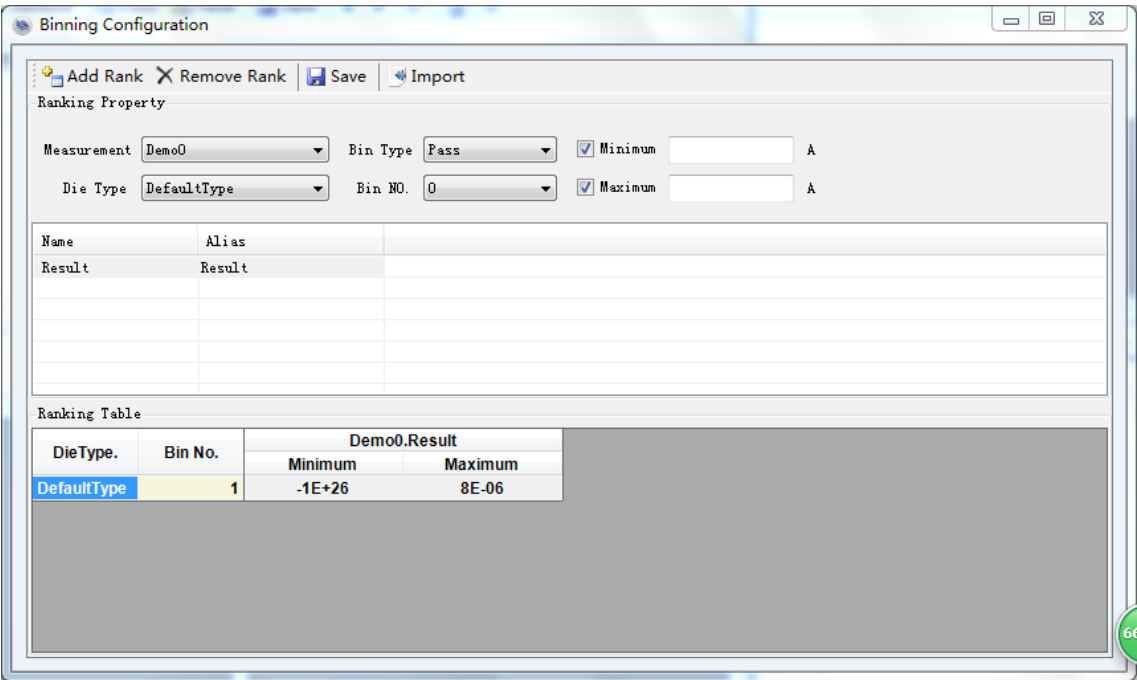 Binning Configuration
Add Rank Remove Rank Save Import
Ranking Property
Measurement Demo0 Bin Type Pass Minimum A
Die Type DefaultType Bin NO. 0 Maximum A
Name Alias
Result Result
Ranking Table
DieType. Bin No. Demo0.Result
Minimum Maximum
DefaultType 1 -1E+26 8E-06